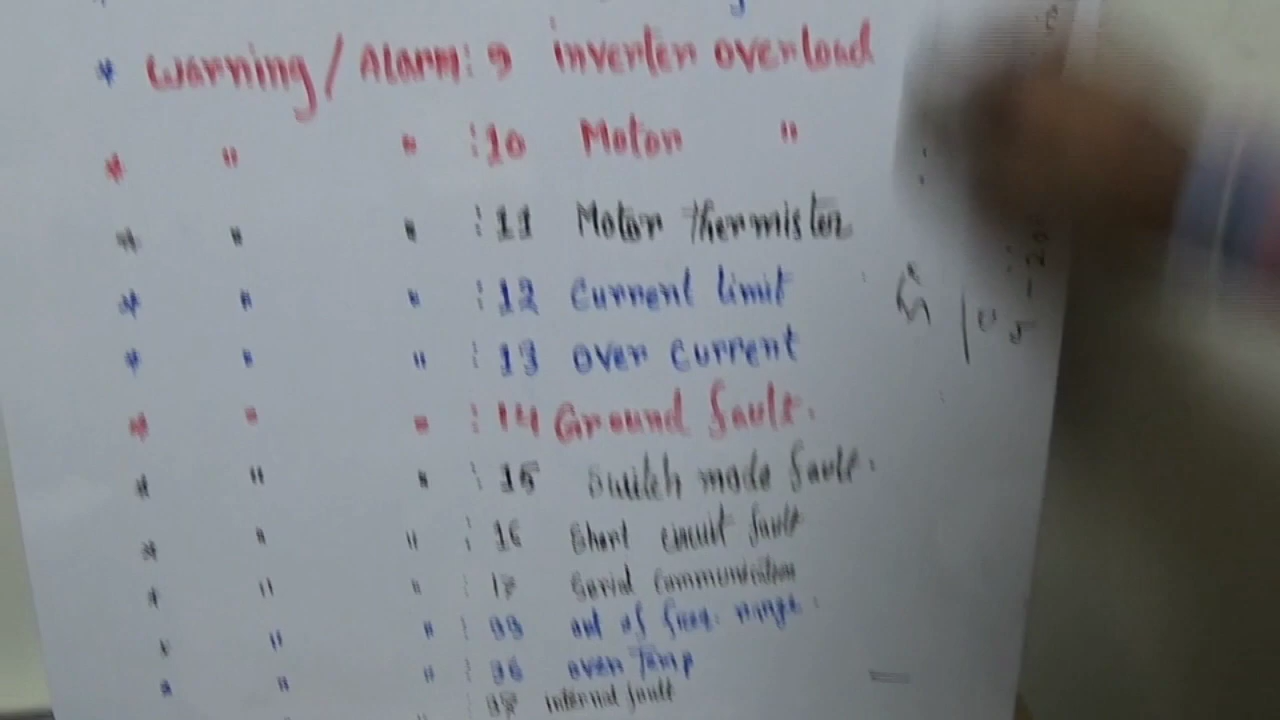 * Warning / Alarm: 9 inverter overload
* " " : 10 Motor "
* " " : 11 Motor thermistor
* " " : 12 Current limit
* " " : 13 over current
* " " : 14 Ground fault.
* " " : 15 Switch mode fault.
* " " : 16 Short circuit fault
* " " : 17 Serial Communication
* " " : out of freq. range.
* " " : 36 over Temp
internal fault